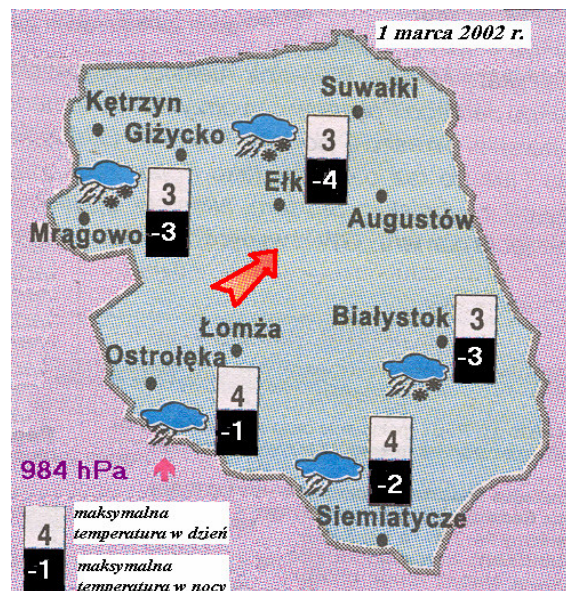 1 marca 2002 r.
Suwałki
Kętrzyn
Giżycko
3
-4
Ełk
Augustów
3
-3
Mrągowo
Białystok
3
-3
Łomża
Ostrołęka
4
-1
4
-2
984 hPa
Siemiatycze
4
maksymalna
temperatura w dzień
-1
maksymalna
temperatura w nocy